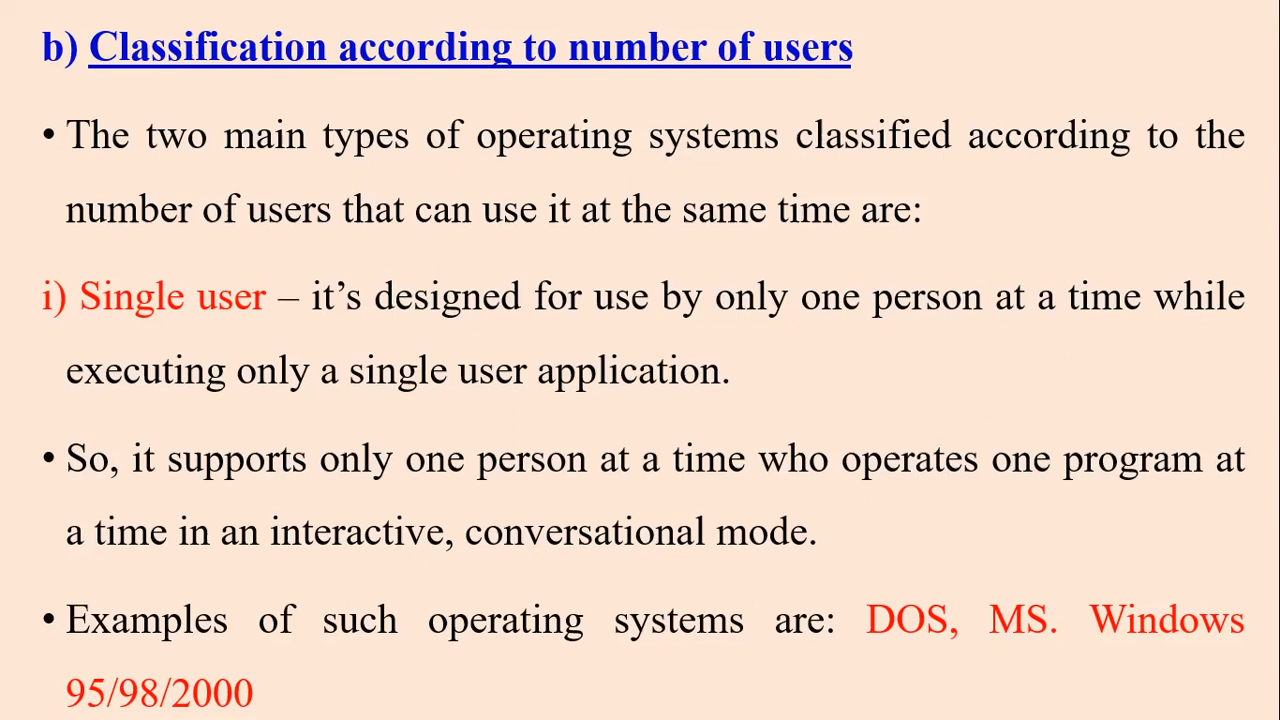 b) Classification according to number of users
• The two main types of operating systems classified according to the
number of users that can use it at the same time are:
i) Single user – it’s designed for use by only one person at a time while
executing only a single user application.
• So, it supports only one person at a time who operates one program at
a time in an interactive, conversational mode.
• Examples of such operating systems are: DOS, MS. Windows
95/98/2000